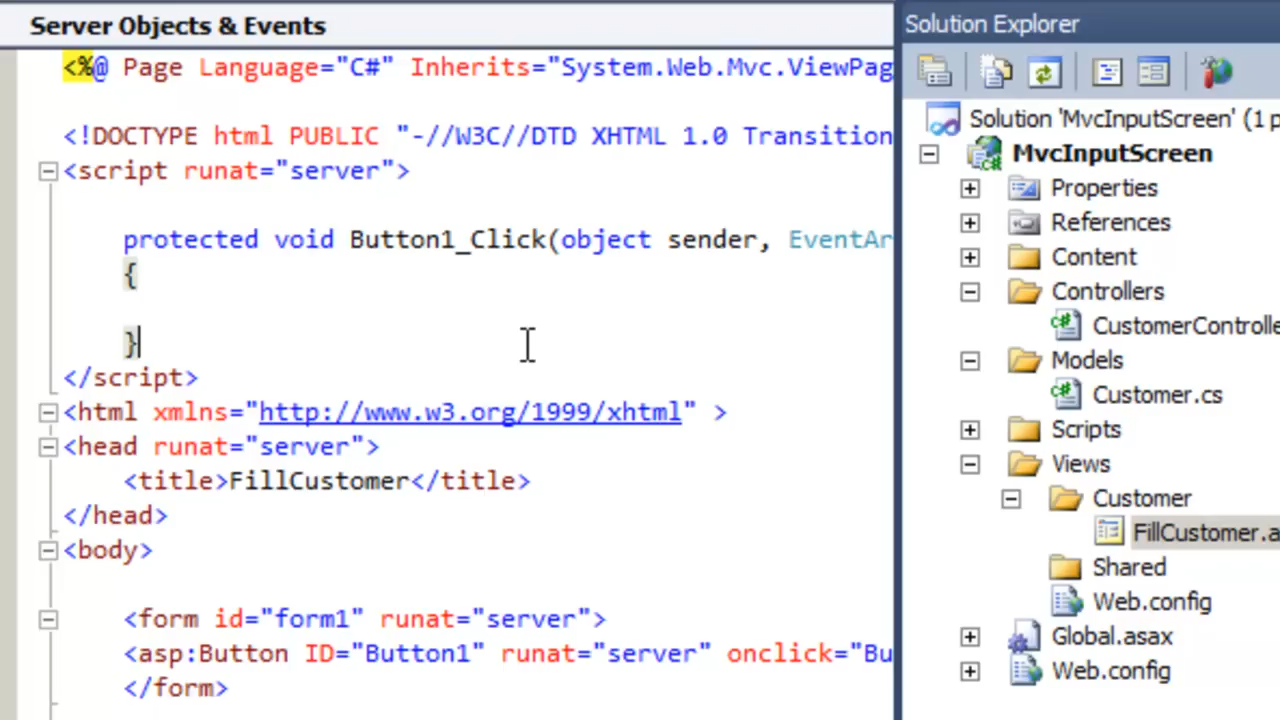 Server Objects & Events
<%@ Page Language="C#" Inherits="System.Web.Mvc.ViewPag
<!DOCTYPE html PUBLIC "-//W3C//DTD XHTML 1.0 Transition
<script runat="server">
protected void Button1_Click(object sender, EventAr
{
}
</script>
<html xmlns="http://www.w3.org/1999/xhtml" >
<head runat="server">
<title>FillCustomer</title>
</head>
<body>
<form id="form1" runat="server">
<asp:Button ID="Button1" runat="server" onclick="Bu
</form>
Solution Explorer
Solution 'MvcInputScreen' (1 p
MvcInputScreen
Properties
References
Content
Controllers
CustomerControlle
Models
Customer.cs
Scripts
Views
Customer
FillCustomer.a
Shared
Web.config
Global.asax
Web.config